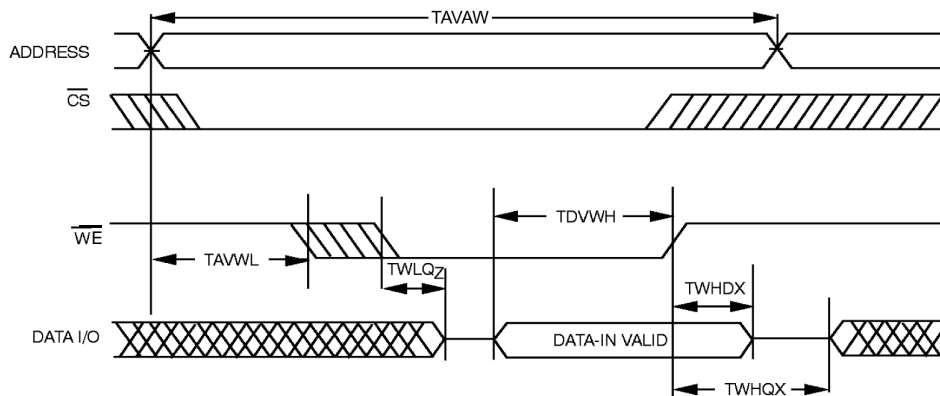 TAVAW
ADDRESS
CS
TDVWH
WE
TAVWL
TWLQZ
TWHDX
DATA I/O
DATA-IN VALID
TWHQX